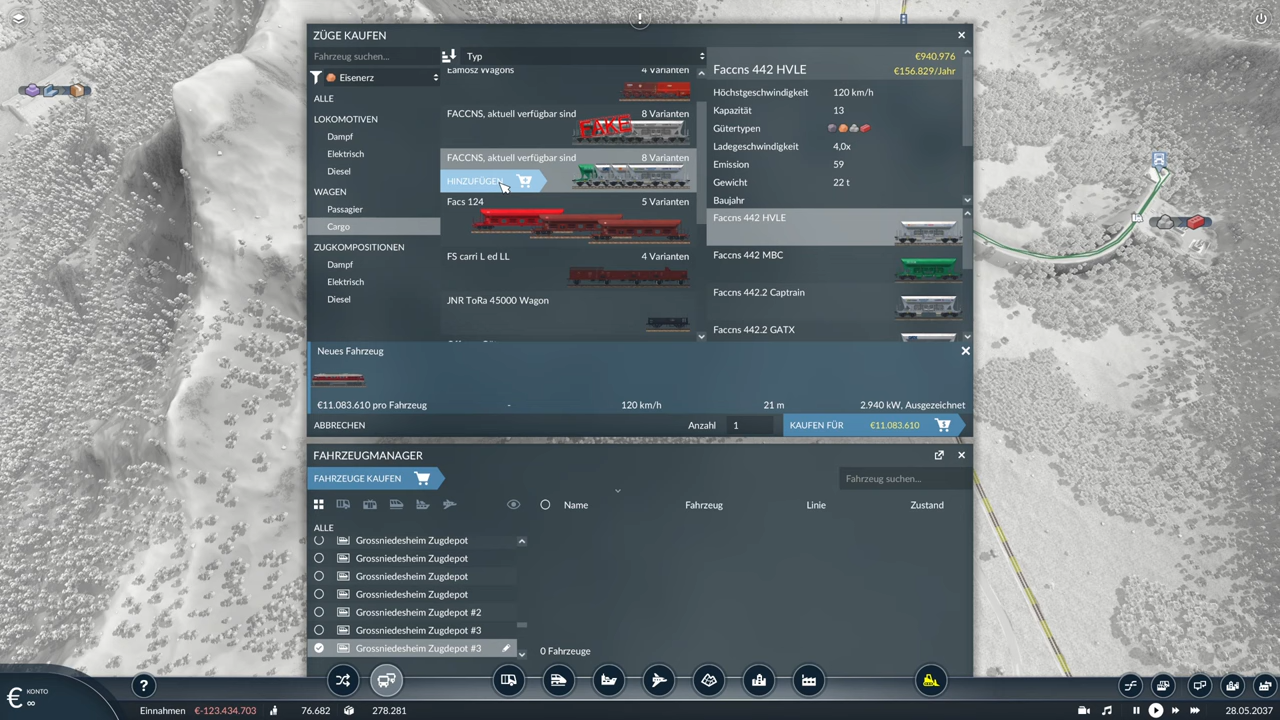 ZÜGE KAUFEN
Fahrzeug suchen...
Typ
Eisenerz
ALLE
LOKOMOTIVEN
Dampf
Elektrisch
Diesel
WAGEN
Passagier
Cargo
ZUGKOMPOSITIONEN
Dampf
Elektrisch
Diesel
Eamosz Wagons
4 Varianten
FACCNS, aktuell verfügbar sind
8 Varianten
FAKE
FACCNS, aktuell verfügbar sind
8 Varianten
HINZUFÜGEN
Facs 124
5 Varianten
FS carri L ed LL
4 Varianten
JNR ToRa 45000 Wagon
€940.976
Faccns 442 HVLE
€156.829/Jahr
Höchstgeschwindigkeit 120 km/h
Kapazität 13
Gütertypen
Ladegeschwindigkeit 4,0x
Emission 59
Gewicht 22 t
Baujahr
Faccns 442 HVLE
Faccns 442 MBC
Faccns 442.2 Captrain
Faccns 442.2 GATX
Neues Fahrzeug
€11.083.610 pro Fahrzeug - 120 km/h 21 m 2.940 kW, Ausgezeichnet
ABBRECHEN
Anzahl 1
KAUFEN FÜR €11.083.610
FAHRZEUGMANAGER
FAHRZEUGE KAUFEN
Fahrzeug suchen...
Name Fahrzeug Linie Zustand
ALLE
Grossniedesheim Zugdepot
Grossniedesheim Zugdepot
Grossniedesheim Zugdepot
Grossniedesheim Zugdepot
Grossniedesheim Zugdepot #2
Grossniedesheim Zugdepot #3
Grossniedesheim Zugdepot #3
0 Fahrzeuge
€ KONTO
∞
?
Einnahmen €-123.434.703 76.682 278.281
28.05.2037